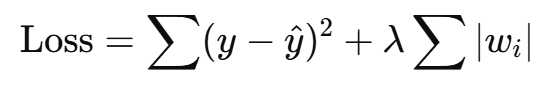 Loss = ∑(y − ŷ)² + λ∑|wᵢ|